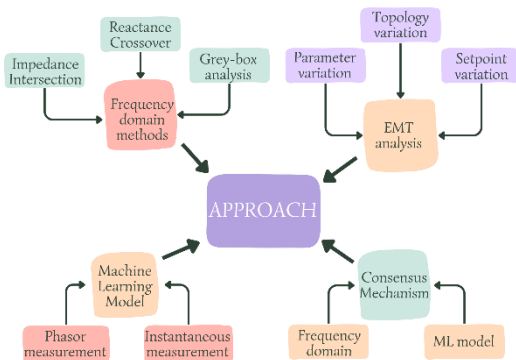 Topology
variation
Reactance
Crossover
Impedance
Intersection
Grey-box
analysis
Parameter
variation
Setpoint
variation
Frequency
domain
methods
EMT
analysis
APPROACH
Machine
Learning
Model
Consensus
Mechanism
Phasor
measurement
Instantaneous
measurement
Frequency
domain
ML model